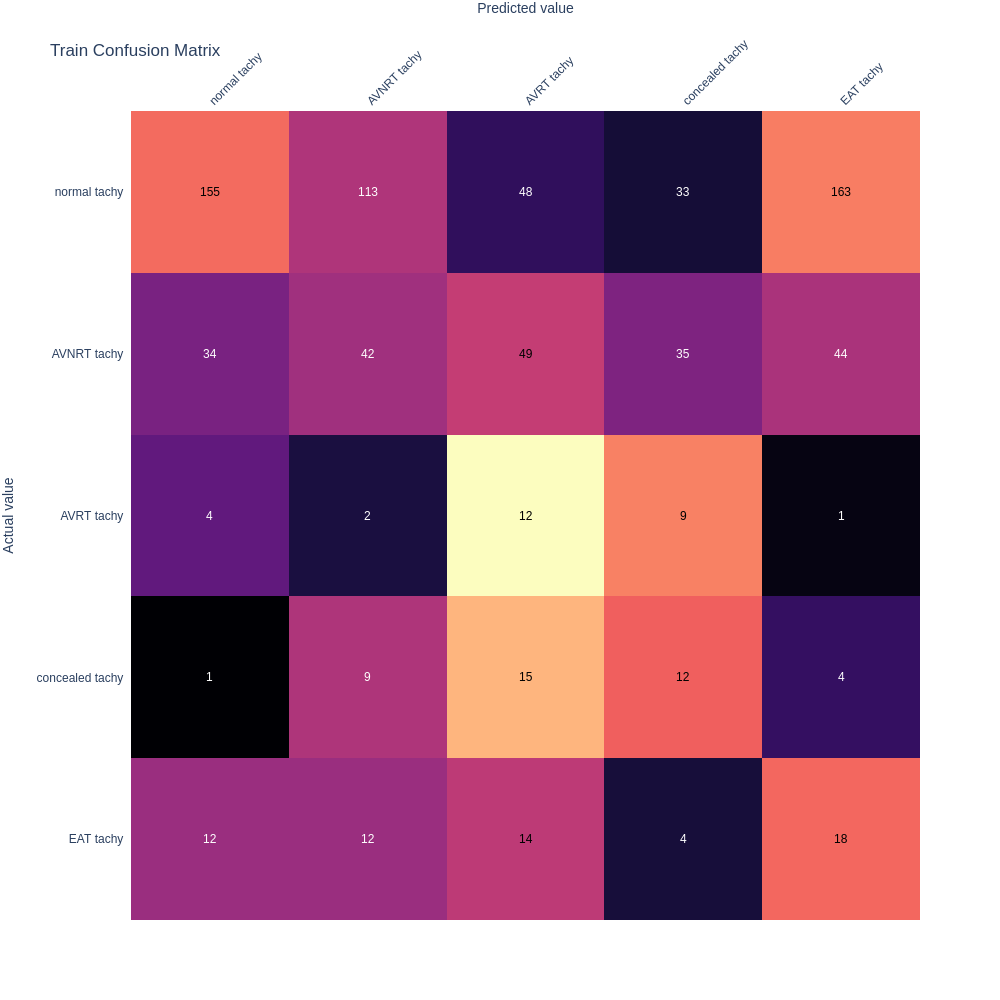 Predicted value
Train Confusion Matrix
normal tachy
AVNRT tachy
AVRT tachy
concealed tachy
EAT tachy
normal tachy 155 113 48 33 163
AVNRT tachy 34 42 49 35 44
AVRT tachy 4 2 12 9 1
concealed tachy 1 9 15 12 4
EAT tachy 12 12 14 4 18
Actual value